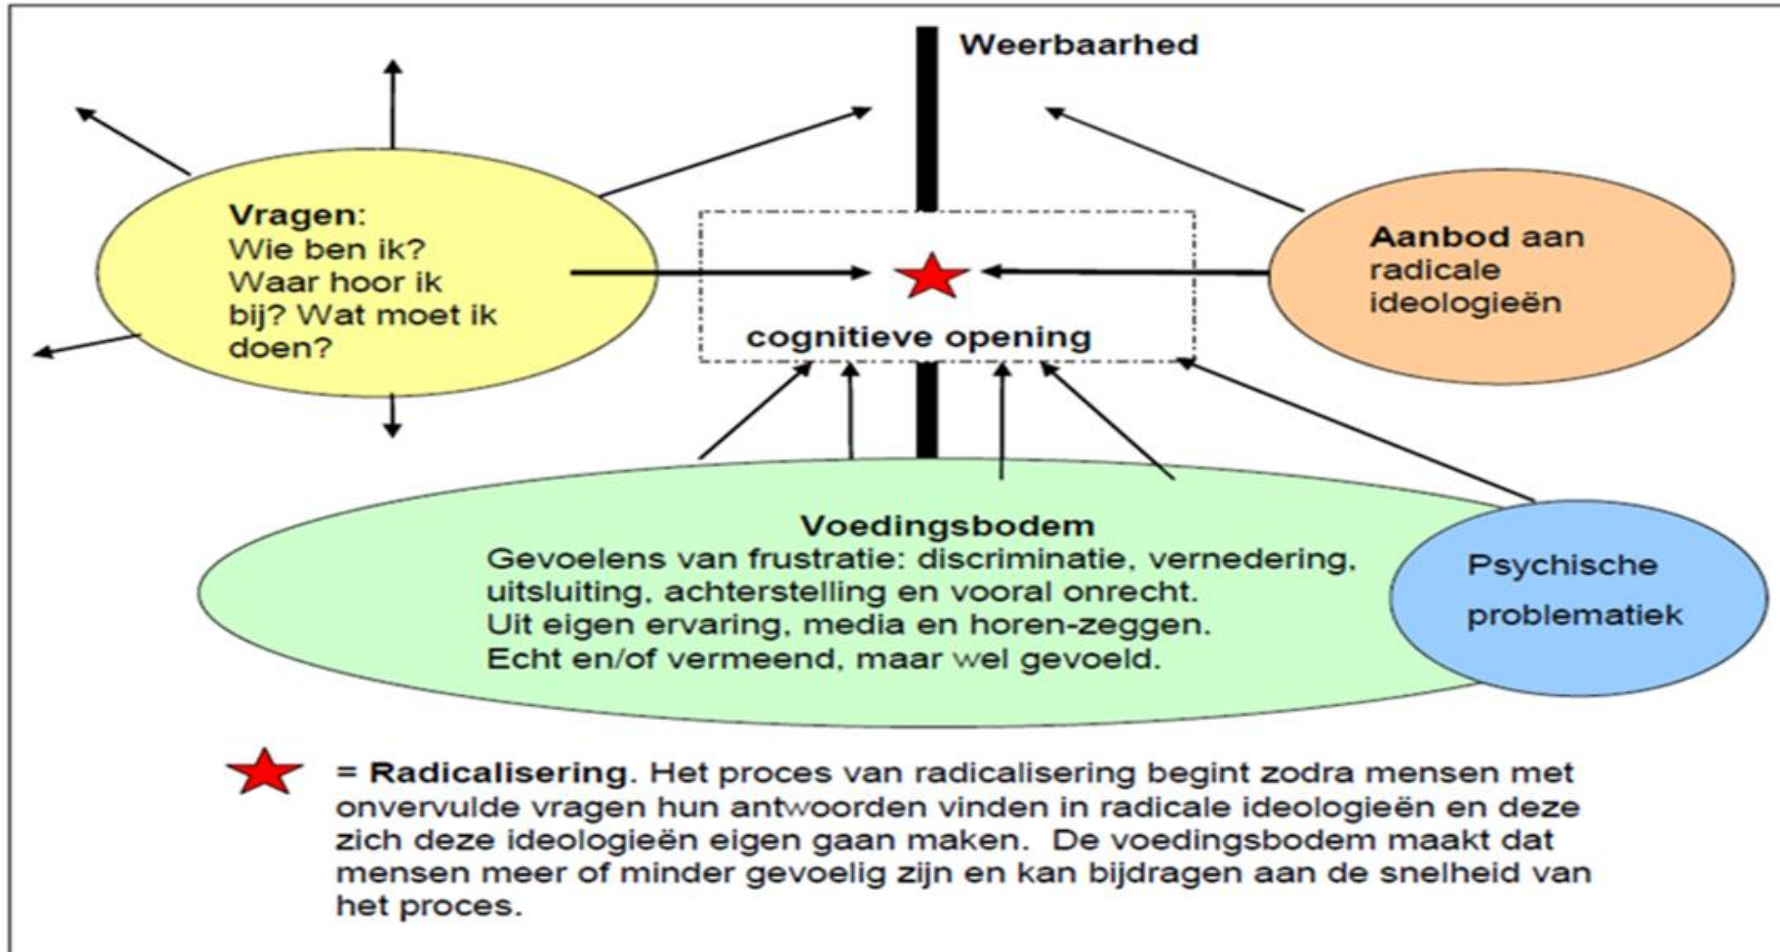 Weerbaarhed
Vragen:
Wie ben ik?
Waar hoor ik
bij? Wat moet ik
doen?
Aanbod aan
radicale
ideologieën
cognitieve opening
Voedingsbodem
Gevoelens van frustratie: discriminatie, vernedering,
uitsluiting, achterstelling en vooral onrecht.
Uit eigen ervaring, media en horen-zeggen.
Echt en/of vermeend, maar wel gevoeld.
Psychische
problematiek
= Radicalisering. Het proces van radicalisering begint zodra mensen met
onvervulde vragen hun antwoorden vinden in radicale ideologieën en deze
zich deze ideologieën eigen gaan maken. De voedingsbodem maakt dat
mensen meer of minder gevoelig zijn en kan bijdragen aan de snelheid van
het proces.